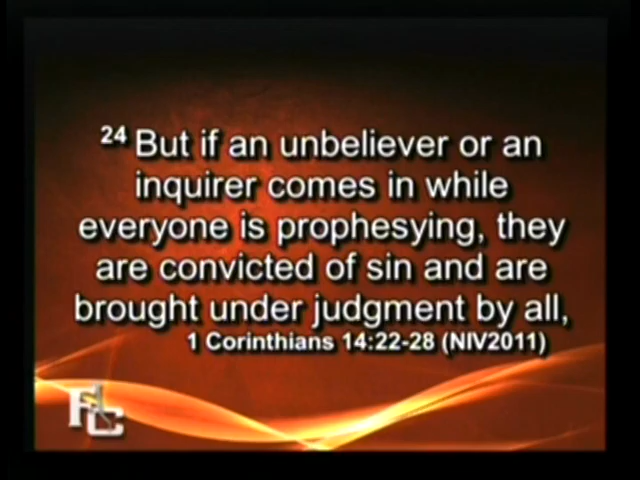 24 But if an unbeliever or an
inquirer comes in while
everyone is prophesying, they
are convicted of sin and are
brought under judgment by all,
1 Corinthians 14:22-28 (NIV2011)
FLC